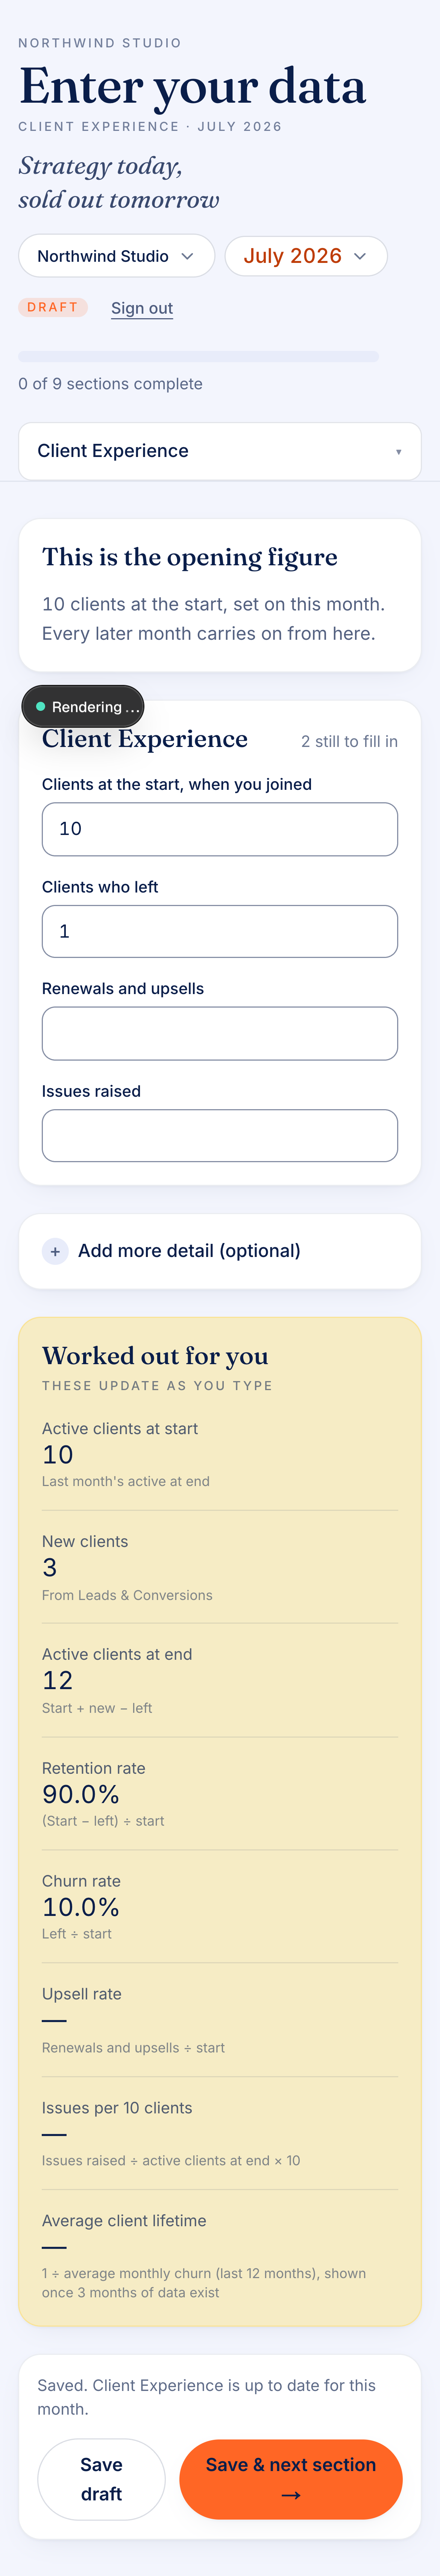 NORTHWIND STUDIO
Enter your data
CLIENT EXPERIENCE · JULY 2026
Strategy today,
sold out tomorrow
Northwind Studio
July 2026
DRAFT
Sign out
0 of 9 sections complete
Client Experience
This is the opening figure
10 clients at the start, set on this month.
Every later month carries on from here.
Rendering ...
Client Experience
2 still to fill in
Clients at the start, when you joined
10
Clients who left
1
Renewals and upsells
Issues raised
+ Add more detail (optional)
Worked out for you
THESE UPDATE AS YOU TYPE
Active clients at start
10
Last month's active at end
New clients
3
From Leads & Conversions
Active clients at end
12
Start + new − left
Retention rate
90.0%
(Start − left) ÷ start
Churn rate
10.0%
Left ÷ start
Upsell rate
—
Renewals and upsells ÷ start
Issues per 10 clients
—
Issues raised ÷ active clients at end × 10
Average client lifetime
—
1 ÷ average monthly churn (last 12 months), shown
once 3 months of data exist
Saved. Client Experience is up to date for this
month.
Save
draft
Save & next section
→